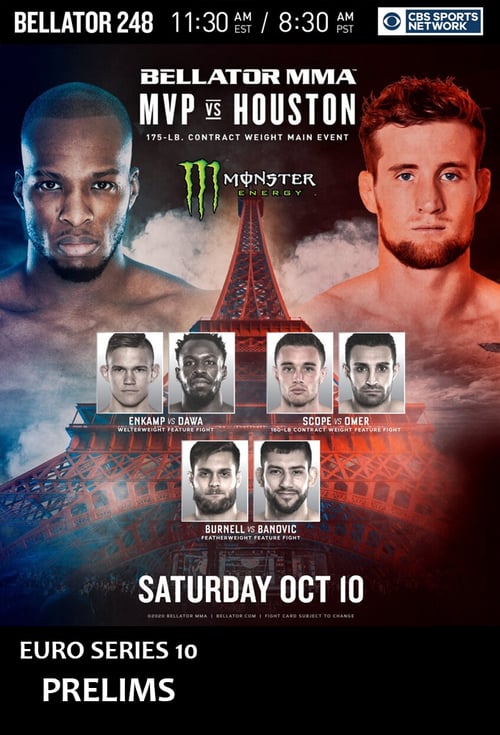 BELLATOR 248 11:30 AM EST / 8:30 AM PST
CBS SPORTS NETWORK
BELLATOR MMA
MVP VS HOUSTON
175-LB. CONTRACT WEIGHT MAIN EVENT
MONSTER
ENERGY
ENKAMP VS DAWA
WELTERWEIGHT FEATURE FIGHT
SCOPE VS OMER
160-LB CONTRACT WEIGHT FEATURE FIGHT
BURNELL VS BANOVIC
FEATHERWEIGHT FEATURE FIGHT
SATURDAY OCT 10
©2020 BELLATOR MMA | BELLATOR.COM | FIGHT CARD SUBJECT TO CHANGE
EURO SERIES 10
PRELIMS